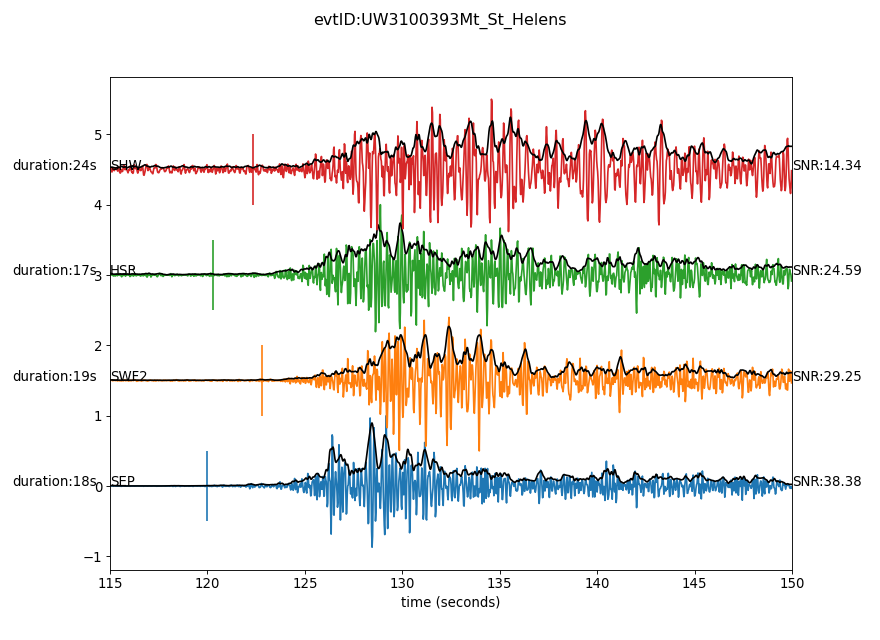 evtID:UW3100393Mt_St_Helens
5
duration:24s SHW SNR:14.34
4
duration:17s HSR SNR:24.59
3
2
duration:19s SWF2 SNR:29.25
1
duration:18s SEP SNR:38.38
0
−1
115 120 125 130 135 140 145 150
time (seconds)